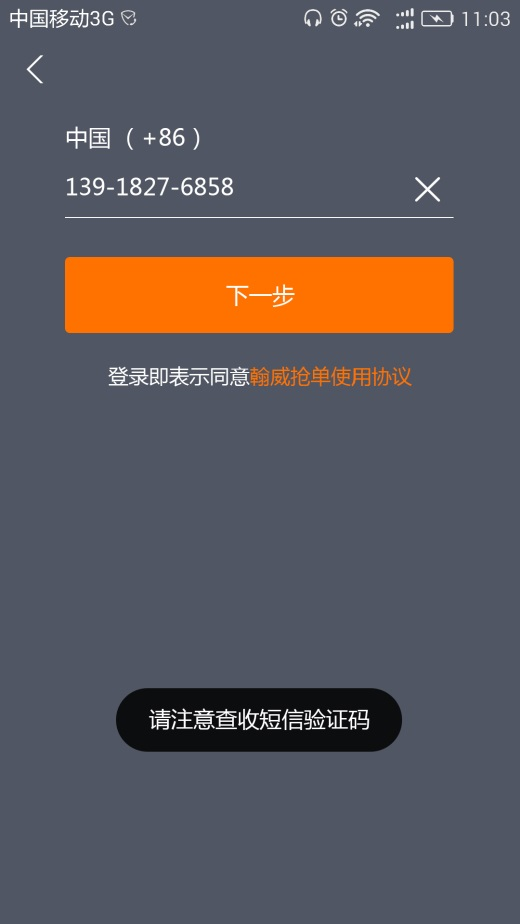 中国移动3G 11:03
中国（+86）
139-1827-6858
下一步
登录即表示同意翰威抢单使用协议
请注意查收短信验证码